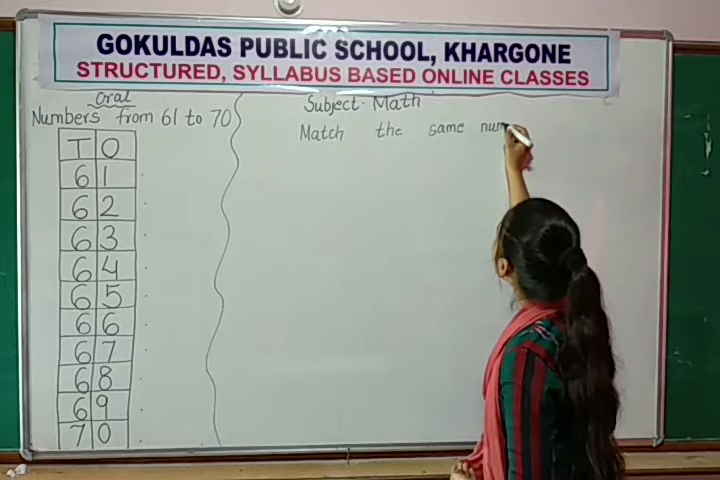 GOKULDAS PUBLIC SCHOOL, KHARGONE
STRUCTURED, SYLLABUS BASED ONLINE CLASSES
Oral
Numbers from 61 to 70
T O
6 1
6 2
6 3
6 4
6 5
6 6
6 7
6 8
6 9
7 0
Subject - Math
Match the same num